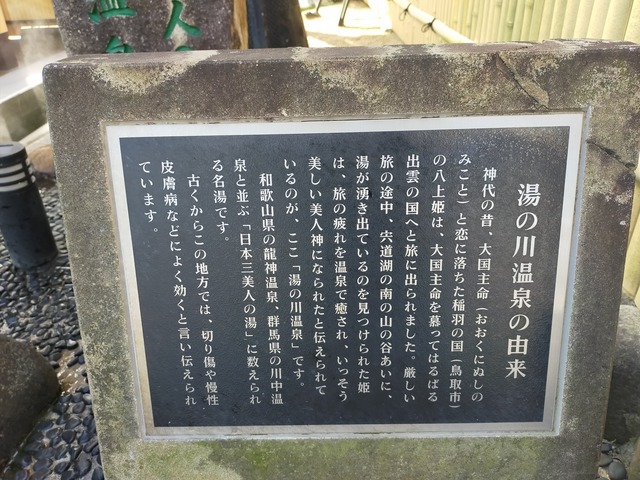 湯の川温泉の由来
神代の昔、大国主命（おおくにぬしの
みこと）と恋に落ちた稲羽の国（鳥取市）
の八上姫は、大国主命を慕ってはるばる
出雲の国へと旅に出られました。厳しい
旅の途中、宍道湖の南の山の谷あいに、
湯が湧き出ているのを見つけられた姫
は、旅の疲れを温泉で癒され、いっそう
美しい美人神になられたと伝えられて
いるのが、ここ「湯の川温泉」です。
和歌山県の龍神温泉、群馬県の川中温
泉と並ぶ「日本三美人の湯」に数えられ
る名湯です。
古くからこの地方では、切り傷や慢性
皮膚病などによく効くと言い伝えられ
ています。